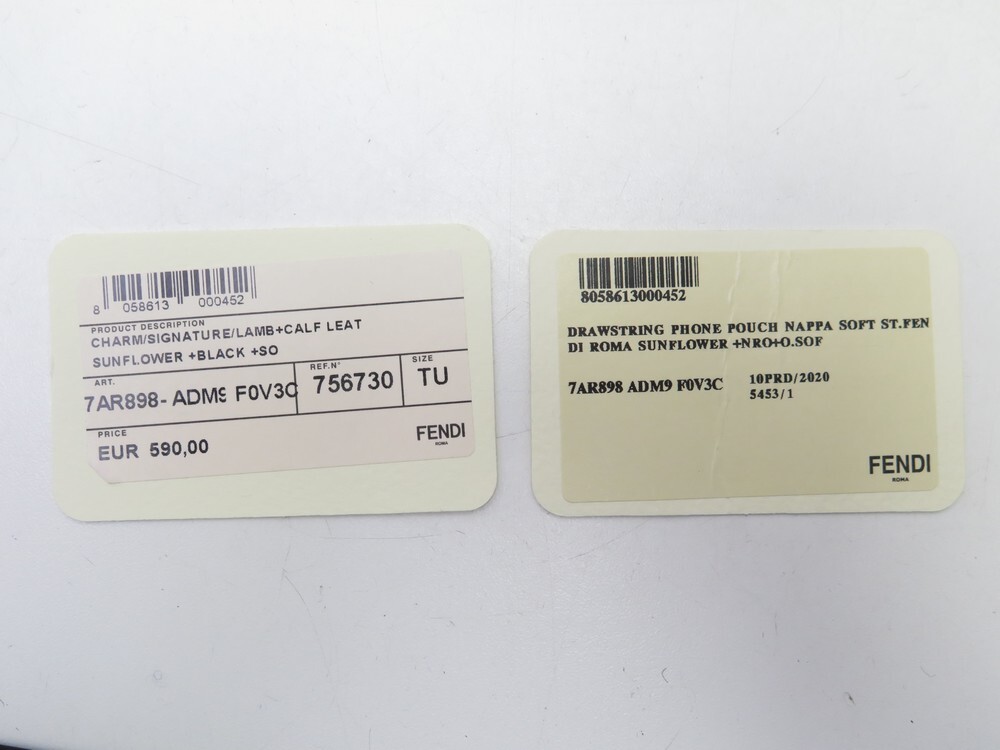 8 058613 000452
PRODUCT DESCRIPTION
CHARM/SIGNATURE/LAMB+CALF LEAT
SUNFLOWER +BLACK +SO
ART.
7AR898- ADM9 F0V3C
REF.N°
756730
SIZE
TU
PRICE
EUR 590,00
FENDI
ROMA
8058613000452
DRAWSTRING PHONE POUCH NAPPA SOFT ST.FEN
DI ROMA SUNFLOWER +NRO+O.SOF
7AR898 ADM9 F0V3C
10PRD/2020
5453/1
FENDI
ROMA